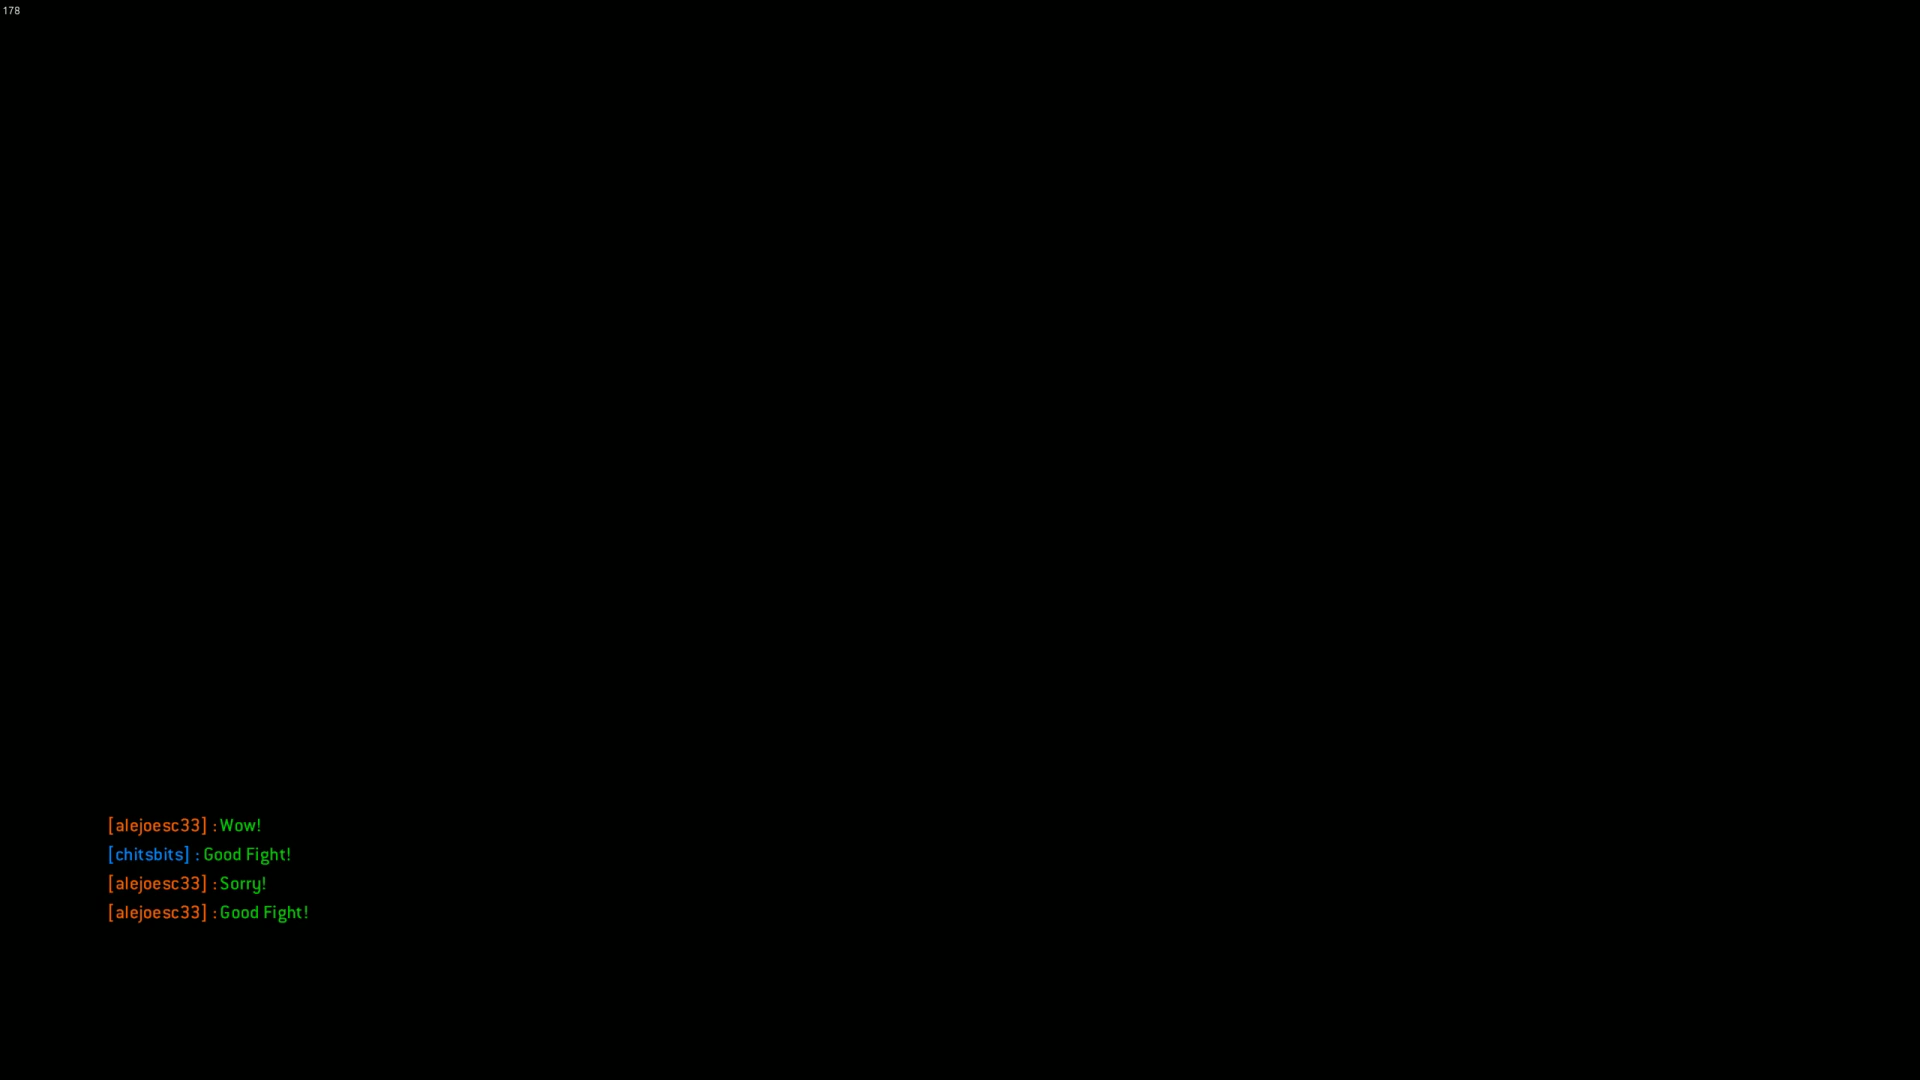 178
[alejoesc33] : Wow!
[chitsbits] : Good Fight!
[alejoesc33] : Sorry!
[alejoesc33] : Good Fight!